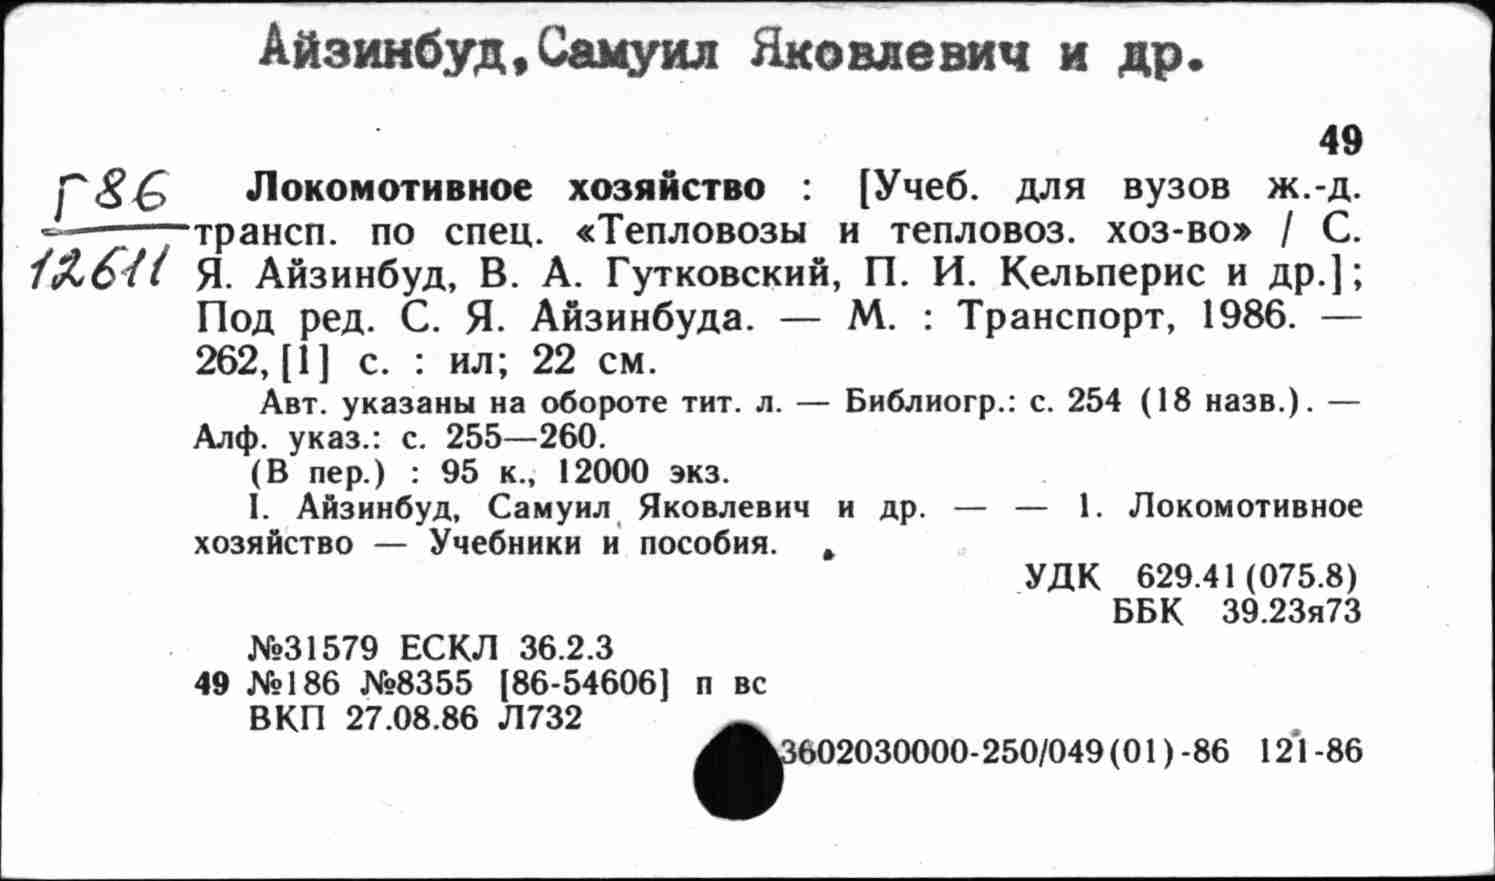 Айзинбуд, Самуил Яковлевич и др.
49
Г86
12611
Локомотивное хозяйство : [Учеб. для вузов ж.-д.
трансп. по спец. «Тепловозы и тепловоз. хоз-во» / С.
Я. Айзинбуд, В. А. Гутковский, П. И. Кельперис и др.];
Под ред. С. Я. Айзинбуда. — М. : Транспорт, 1986. —
262, [1] с. : ил; 22 см.
Авт. указаны на обороте тит. л. — Библиогр.: с. 254 (18 назв.). —
Алф. указ.: с. 255—260.
(В пер.) : 95 к., 12000 экз.
I. Айзинбуд, Самуил Яковлевич и др. — — 1. Локомотивное
хозяйство — Учебники и пособия.
УДК 629.41(075.8)
ББК 39.23я73
№31579 ЕСКЛ 36.2.3
49 №186 №8355 [86-54606] п вс
ВКП 27.08.86 Л732
3602030000-250/049(01)-86 121-86